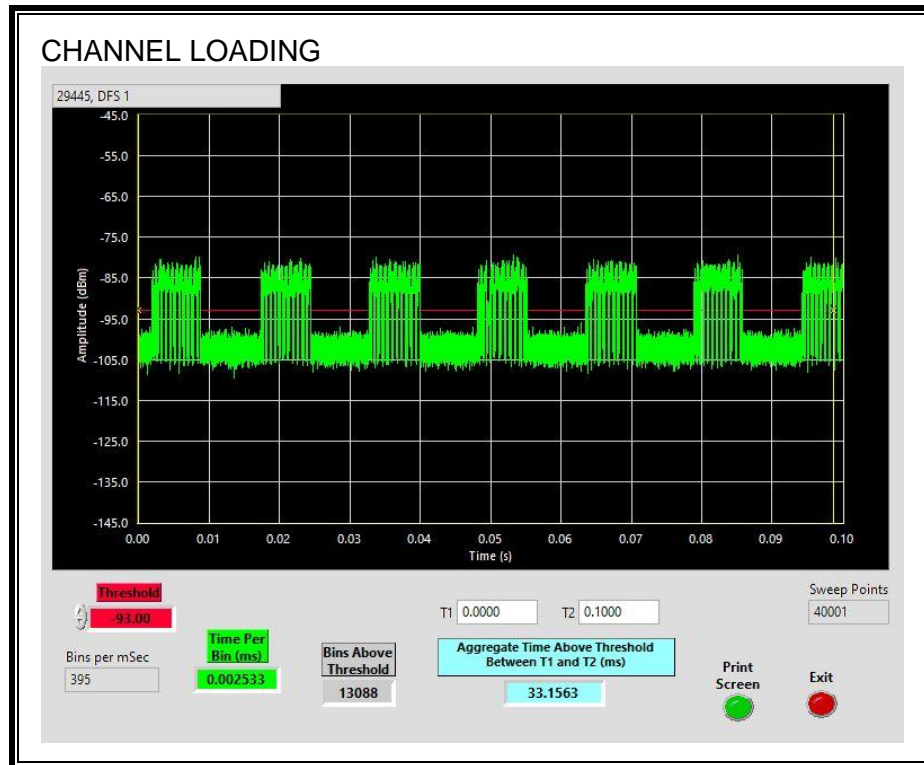 CHANNEL LOADING
29445, DFS 1
-45.0
-55.0
-65.0
-75.0
-85.0
-95.0
-105.0
-115.0
-125.0
-135.0
-145.0
Amplitude (dBm)
0.00 0.01 0.02 0.03 0.04 0.05 0.06 0.07 0.08 0.09 0.10
Time (s)
Threshold
-93.00
T1 0.0000 T2 0.1000
Sweep Points
40001
Bins per mSec
395
Time Per
Bin (ms)
0.002533
Bins Above
Threshold
13088
Aggregate Time Above Threshold
Between T1 and T2 (ms)
33.1563
Print
Screen
Exit